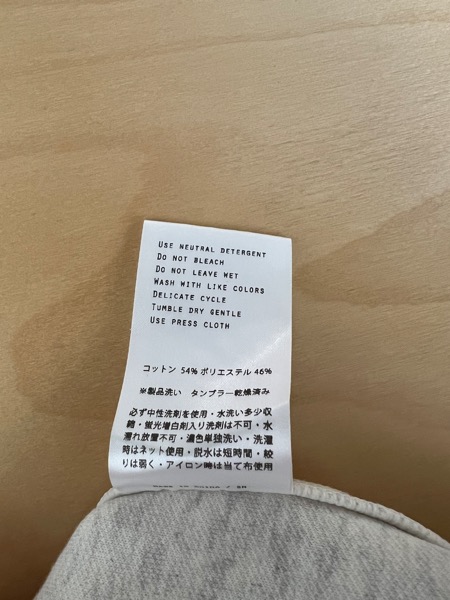 USE NEUTRAL DETERGENT
DO NOT BLEACH
DO NOT LEAVE WET
WASH WITH LIKE COLORS
DELICATE CYCLE
TUMBLE DRY GENTLE
USE PRESS CLOTH
コットン 54% ポリエステル 46%
※製品洗い タンブラー乾燥済み
必ず中性洗剤を使用・水洗い多少収
縮・蛍光増白剤入り洗剤は不可・水
濡れ放置不可・濃色単独洗い・洗濯
時はネット使用・脱水は短時間・絞
りは弱く・アイロン時は当て布使用